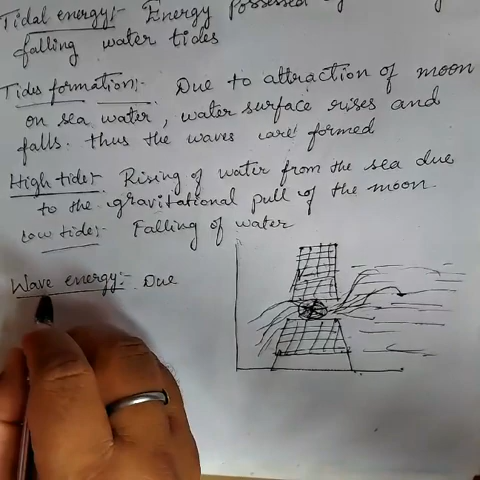 Tidal energy:- Energy possessed
falling water tides
Tides formation:- Due to attraction of moon
on sea water, water surface rises and
falls. thus the waves are formed
High tide:- Rising of water from the sea due
to the gravitational pull of the moon.
Low tide:- Falling of water
Wave energy:- Due